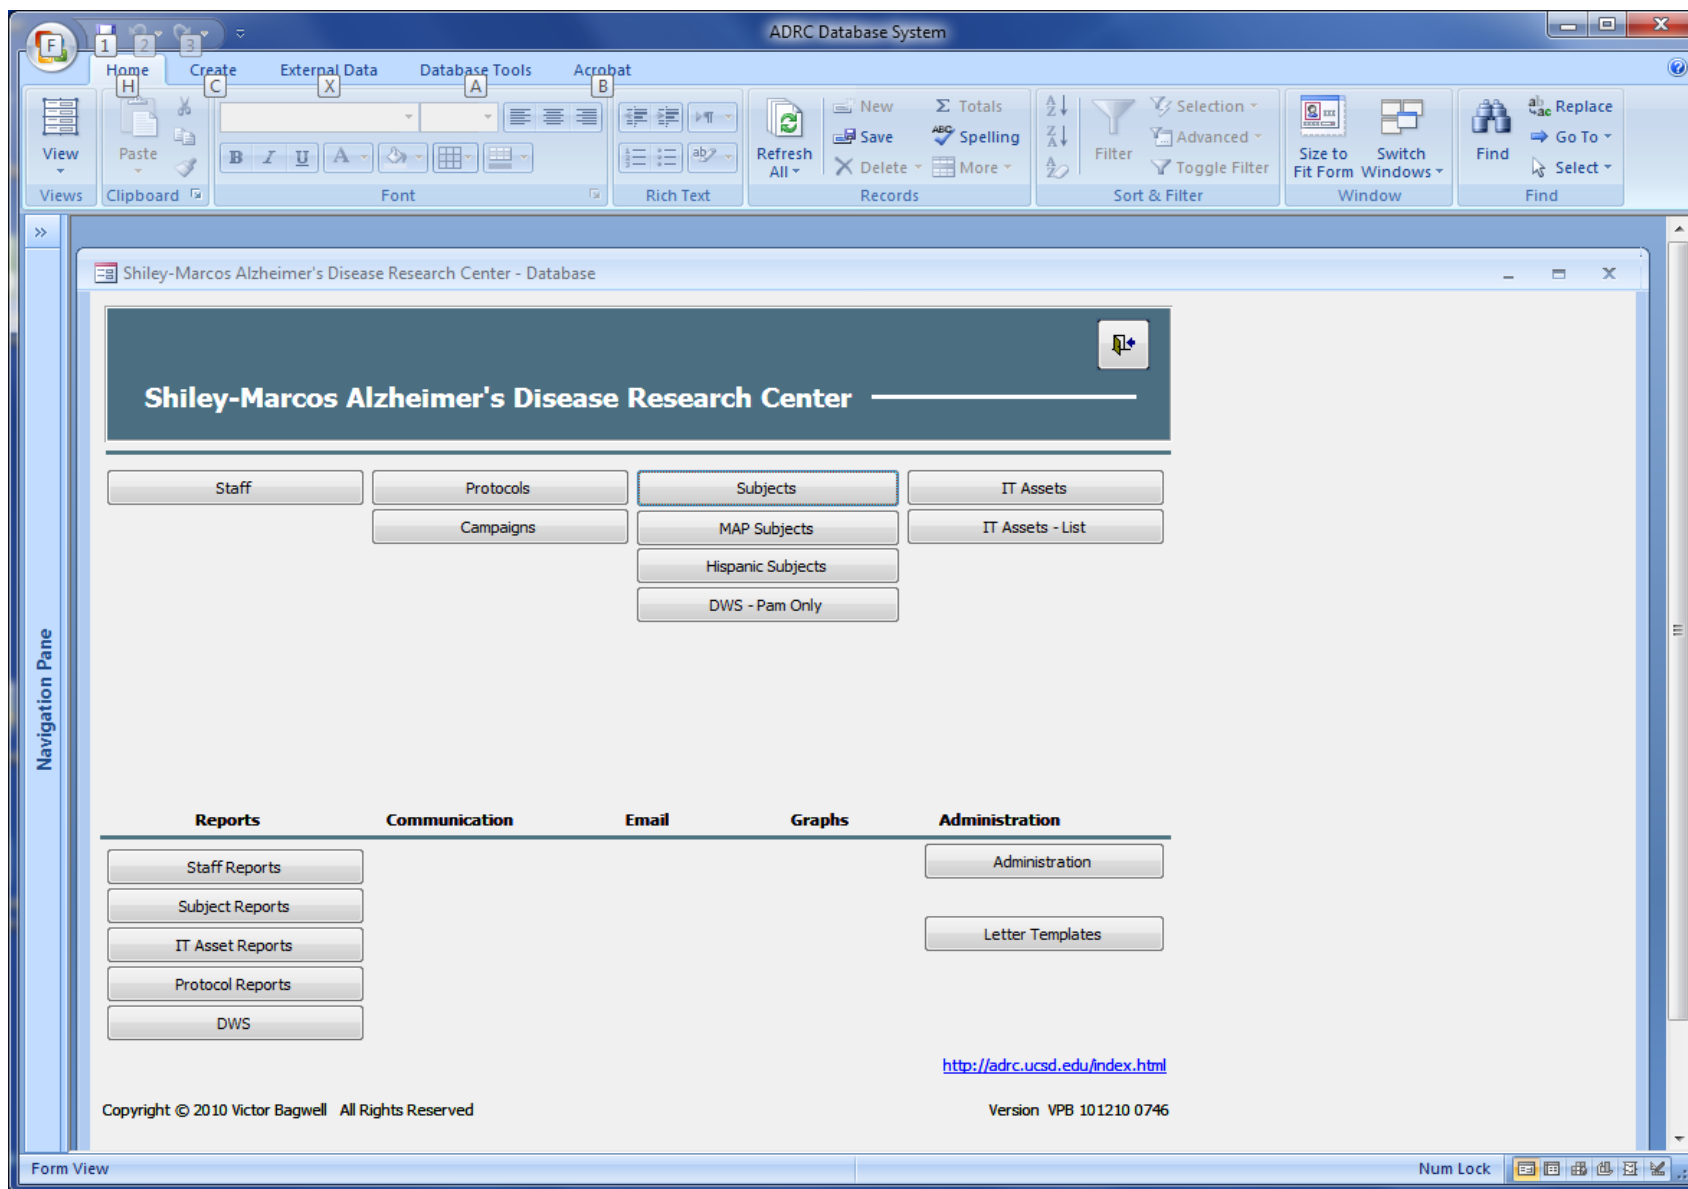 ADRC Database System
F 1 2 3
Home Create External Data Database Tools Acrobat
H C X A B
View Paste B I U A ab Refresh All New Save Delete Σ Totals ABC Spelling More Filter Selection Advanced Toggle Filter Size to Fit Form Switch Windows Find Replace Go To Select
Views Clipboard Font Rich Text Records Sort & Filter Window Find
»
Navigation Pane
Shiley-Marcos Alzheimer's Disease Research Center - Database
Shiley-Marcos Alzheimer's Disease Research Center
Staff Protocols Subjects IT Assets
Campaigns MAP Subjects IT Assets - List
Hispanic Subjects
DWS - Pam Only
Reports Communication Email Graphs Administration
Staff Reports Administration
Subject Reports
IT Asset Reports Letter Templates
Protocol Reports
DWS
http://adrc.ucsd.edu/index.html
Copyright © 2010 Victor Bagwell All Rights Reserved Version VPB 101210 0746
Form View Num Lock